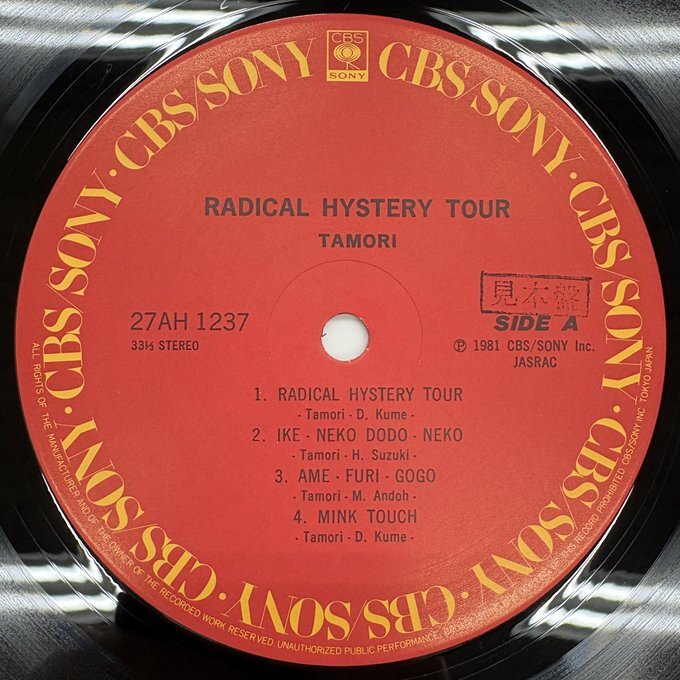 CBS
SONY
CBS/SONY · CBS/SONY · CBS/SONY · CBS/SONY · CBS/SONY · CBS/SONY · CBS/SONY · CBS/SONY
RADICAL HYSTERY TOUR
TAMORI
見本盤
27AH 1237
SIDE A
33⅓ STEREO
Ⓟ 1981 CBS/SONY Inc.
JASRAC
1. RADICAL HYSTERY TOUR
- Tamori - D. Kume -
2. IKE - NEKO DODO - NEKO
- Tamori - H. Suzuki -
3. AME - FURI - GOGO
- Tamori - M. Andoh -
4. MINK TOUCH
- Tamori - D. Kume -
ALL RIGHTS OF THE MANUFACTURER AND OF THE OWNER OF THE RECORDED WORK RESERVED. UNAUTHORIZED PUBLIC PERFORMANCE, THIS RECORD PROHIBITED. CBS/SONY INC. TOKYO JAPAN